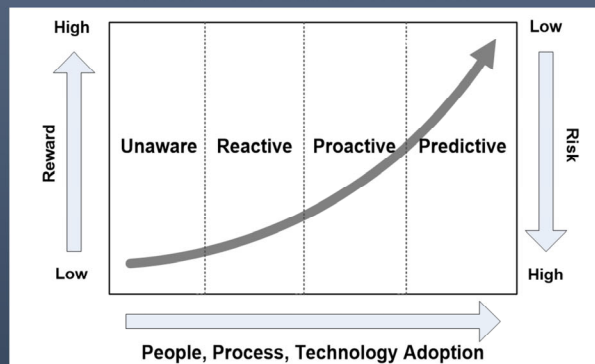 High
Low
Unaware Reactive Proactive Predictive
Reward
Risk
Low
High
People, Process, Technology Adoption